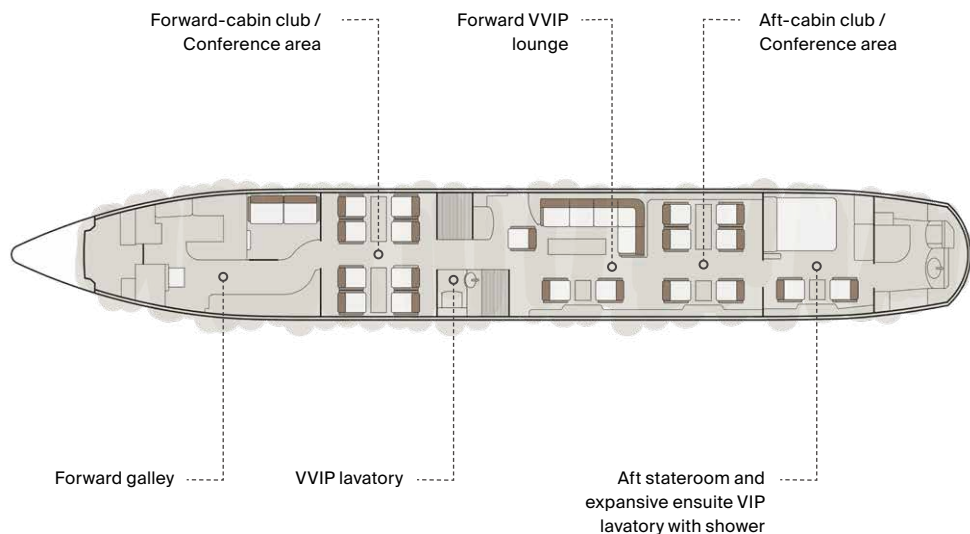 Forward-cabin club /
Conference area
Forward VVIP
lounge
Aft-cabin club /
Conference area
Forward galley
VVIP lavatory
Aft stateroom and
expansive ensuite VIP
lavatory with shower